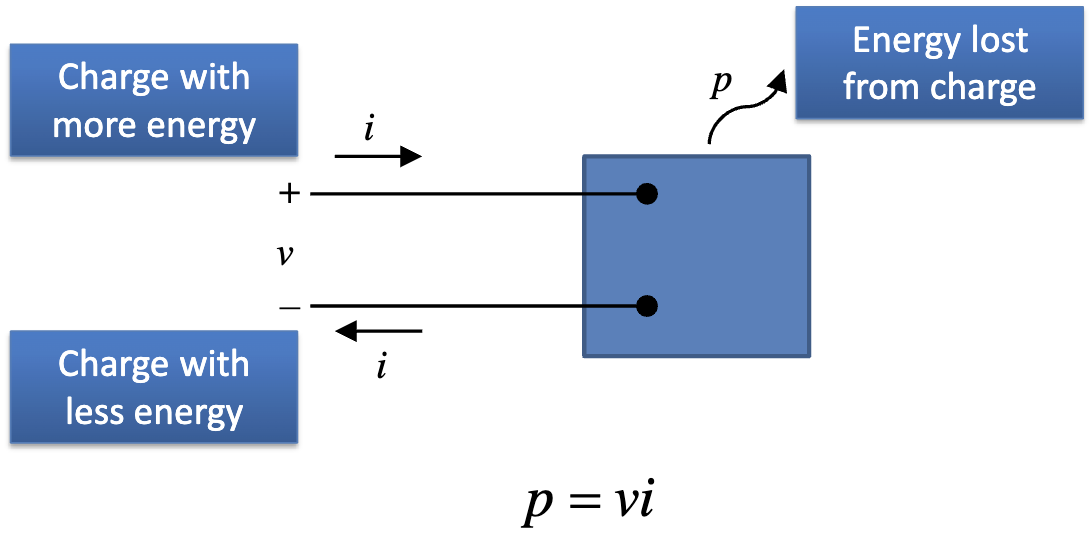 Charge with
more energy
Energy lost
from charge
p
i
+
v
–
i
Charge with
less energy
p = vi